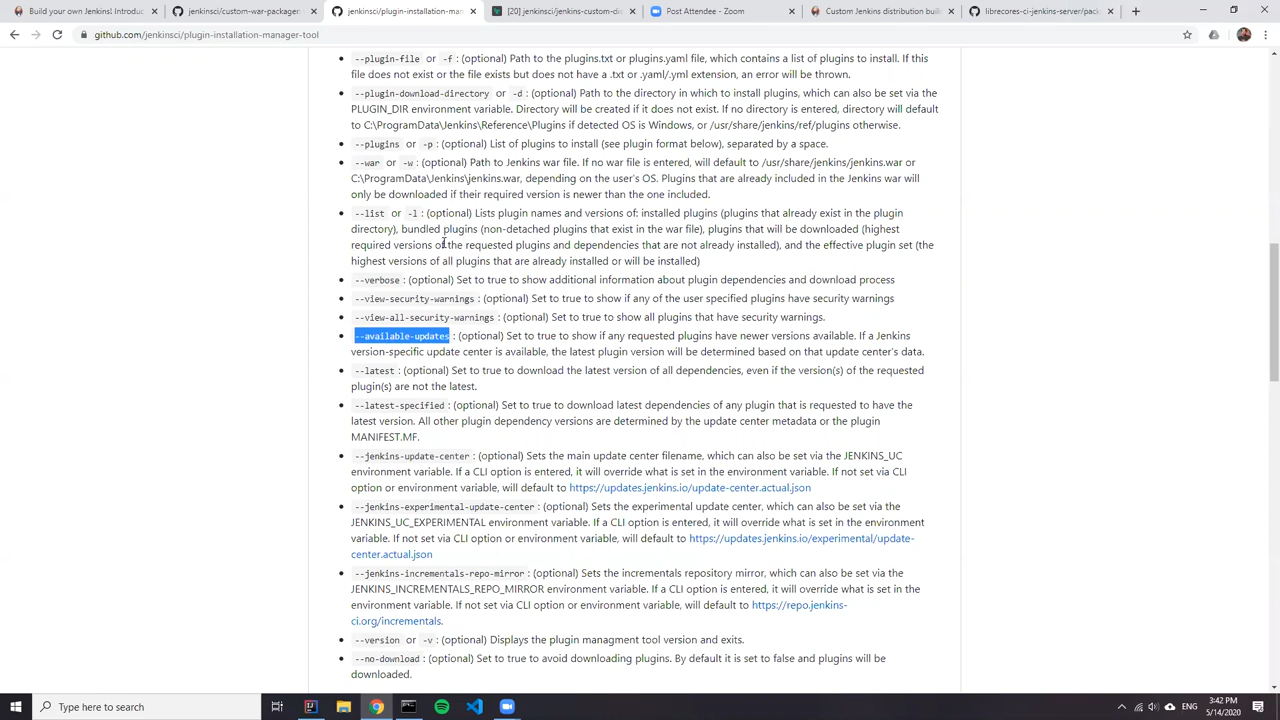 Build your own Jenkins! Introduc
jenkinsci/custom-war-packager:
jenkinsci/plugin-installation-ma
[20] jenkinsci/jenkins-custom-di
Post Attendee - Zoom
Custom Jenkins distribution buil
librecores-ci-jenkins-server/pac
github.com/jenkinsci/plugin-installation-manager-tool
--plugin-file or -f : (optional) Path to the plugins.txt or plugins.yaml file, which contains a list of plugins to install. If this
file does not exist or the file exists but does not have a .txt or .yaml/.yml extension, an error will be thrown.
--plugin-download-directory or -d : (optional) Path to the directory in which to install plugins, which can also be set via the
PLUGIN_DIR environment variable. Directory will be created if it does not exist. If no directory is entered, directory will default
to C:\ProgramData\Jenkins\Reference\Plugins if detected OS is Windows, or /usr/share/jenkins/ref/plugins otherwise.
--plugins or -p : (optional) List of plugins to install (see plugin format below), separated by a space.
--war or -w : (optional) Path to Jenkins war file. If no war file is entered, will default to /usr/share/jenkins/jenkins.war or
C:\ProgramData\Jenkins\jenkins.war, depending on the user's OS. Plugins that are already included in the Jenkins war will
only be downloaded if their required version is newer than the one included.
--list or -l : (optional) Lists plugin names and versions of: installed plugins (plugins that already exist in the plugin
directory), bundled plugins (non-detached plugins that exist in the war file), plugins that will be downloaded (highest
required versions of the requested plugins and dependencies that are not already installed), and the effective plugin set (the
highest versions of all plugins that are already installed or will be installed)
--verbose : (optional) Set to true to show additional information about plugin dependencies and download process
--view-security-warnings : (optional) Set to true to show if any of the user specified plugins have security warnings
--view-all-security-warnings : (optional) Set to true to show all plugins that have security warnings.
--available-updates : (optional) Set to true to show if any requested plugins have newer versions available. If a Jenkins
version-specific update center is available, the latest plugin version will be determined based on that update center's data.
--latest : (optional) Set to true to download the latest version of all dependencies, even if the version(s) of the requested
plugin(s) are not the latest.
--latest-specified : (optional) Set to true to download latest dependencies of any plugin that is requested to have the
latest version. All other plugin dependency versions are determined by the update center metadata or the plugin
MANIFEST.MF.
--jenkins-update-center : (optional) Sets the main update center filename, which can also be set via the JENKINS_UC
environment variable. If a CLI option is entered, it will override what is set in the environment variable. If not set via CLI
option or environment variable, will default to https://updates.jenkins.io/update-center.actual.json
--jenkins-experimental-update-center : (optional) Sets the experimental update center, which can also be set via the
JENKINS_UC_EXPERIMENTAL environment variable. If a CLI option is entered, it will override what is set in the environment
variable. If not set via CLI option or environment variable, will default to https://updates.jenkins.io/experimental/update-
center.actual.json
--jenkins-incrementals-repo-mirror : (optional) Sets the incrementals repository mirror, which can also be set via the
JENKINS_INCREMENTALS_REPO_MIRROR environment variable. If a CLI option is entered, it will override what is set in the
environment variable. If not set via CLI option or environment variable, will default to https://repo.jenkins-
ci.org/incrementals.
--version or -v : (optional) Displays the plugin managment tool version and exits.
--no-download : (optional) Set to true to avoid downloading plugins. By default it is set to false and plugins will be
downloaded.
Type here to search
ENG
3:42 PM
5/14/2020